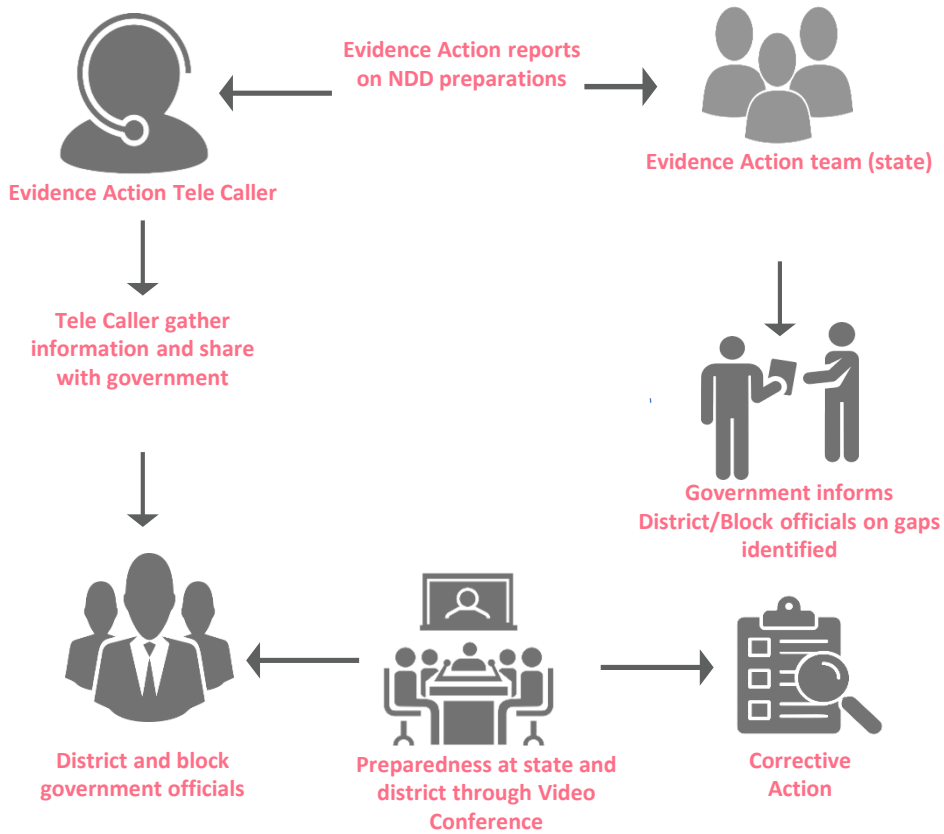 Evidence Action reports
on NDD preparations
Evidence Action Tele Caller
Evidence Action team (state)
Tele Caller gather
information and share
with government
Government informs
District/Block officials on gaps
identified
District and block
government officials
Preparedness at state and
district through Video
Conference
Corrective
Action